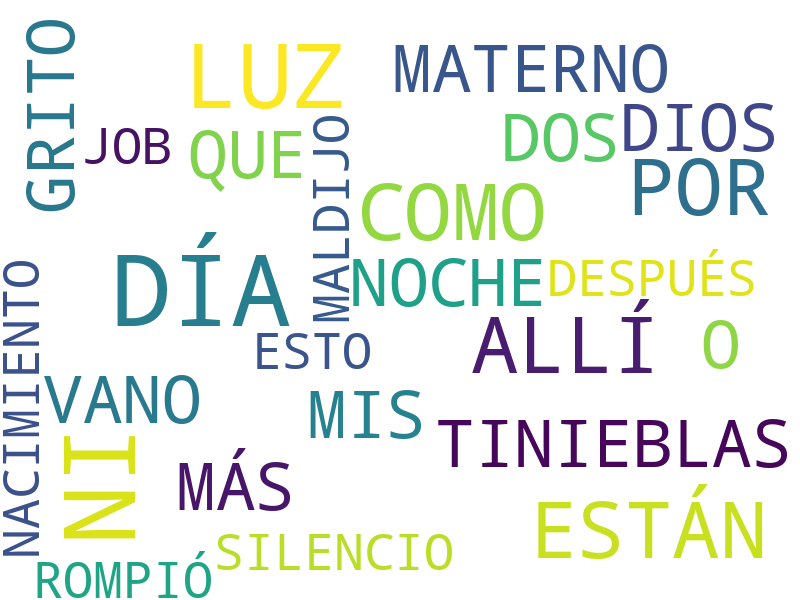 GRITO
LUZ
MATERNO
JOB
QUE
DOS
DIOS
MALDIJO
COMO
POR
DÍA
NOCHE
DESPUÉS
NACIMIENTO
ESTO
ALLÍ
O
VANO
MIS
TINIEBLAS
NI
MÁS
ESTÁN
SILENCIO
ROMPIÓ